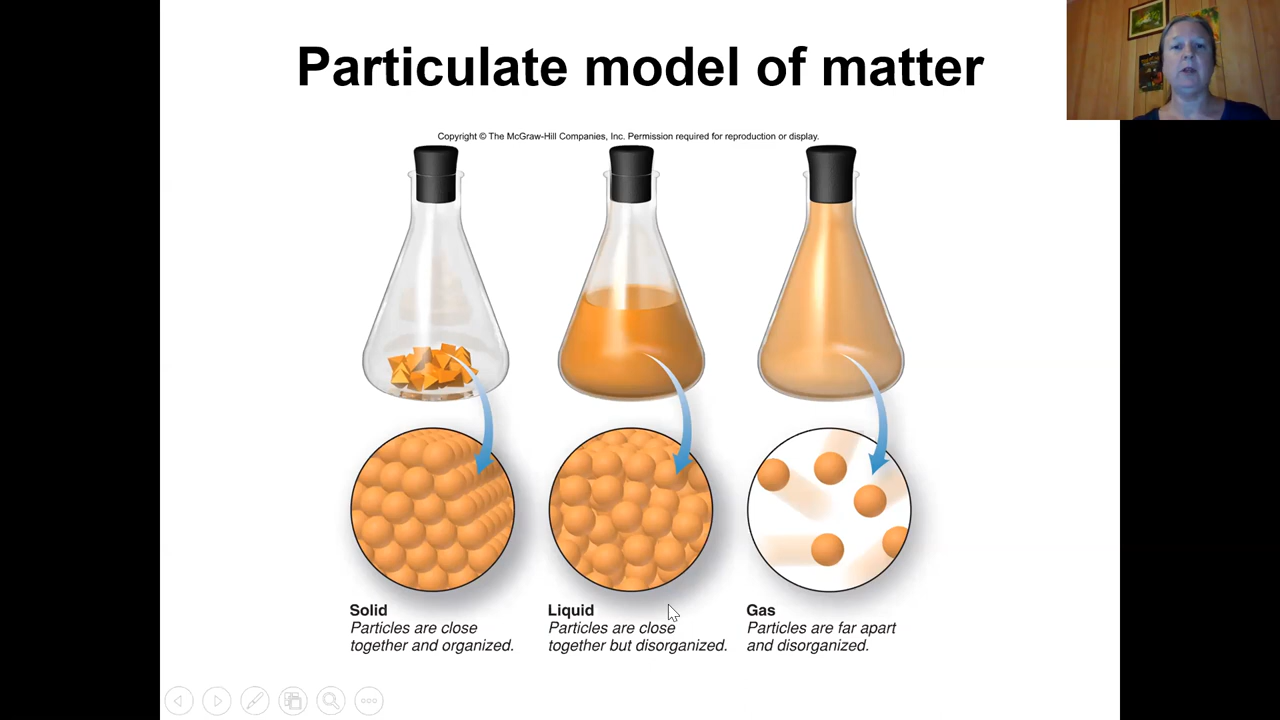 Particulate model of matter
Copyright © The McGraw-Hill Companies, Inc. Permission required for reproduction or display.
Solid
Particles are close
together and organized.
Liquid
Particles are close
together but disorganized.
Gas
Particles are far apart
and disorganized.